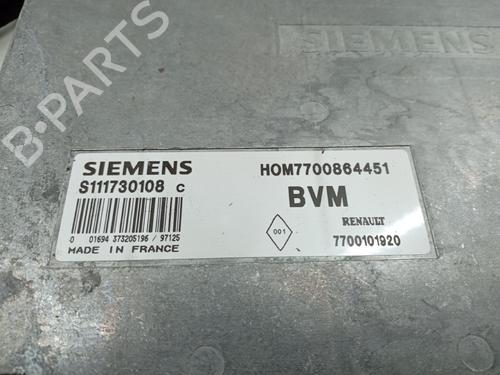 SIEMENS
B-PARTS
SIEMENS
HOM7700864451
S111730108 C
BVM
RENAULT
001
0 01694 373205196 / 97125
7700101920
MADE IN FRANCE